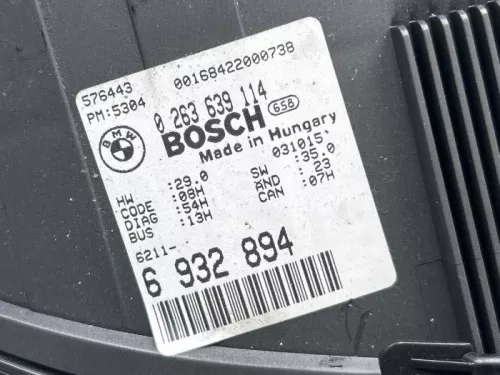 576443 00168422000738
PM:5304
BMW 0 263 639 114
BOSCH 658
Made in Hungary
031015
HW :29.0 SW :35.0
CODE :08H AND : 23
DIAG :54H CAN :07H
BUS :13H
6211-
6 932 894